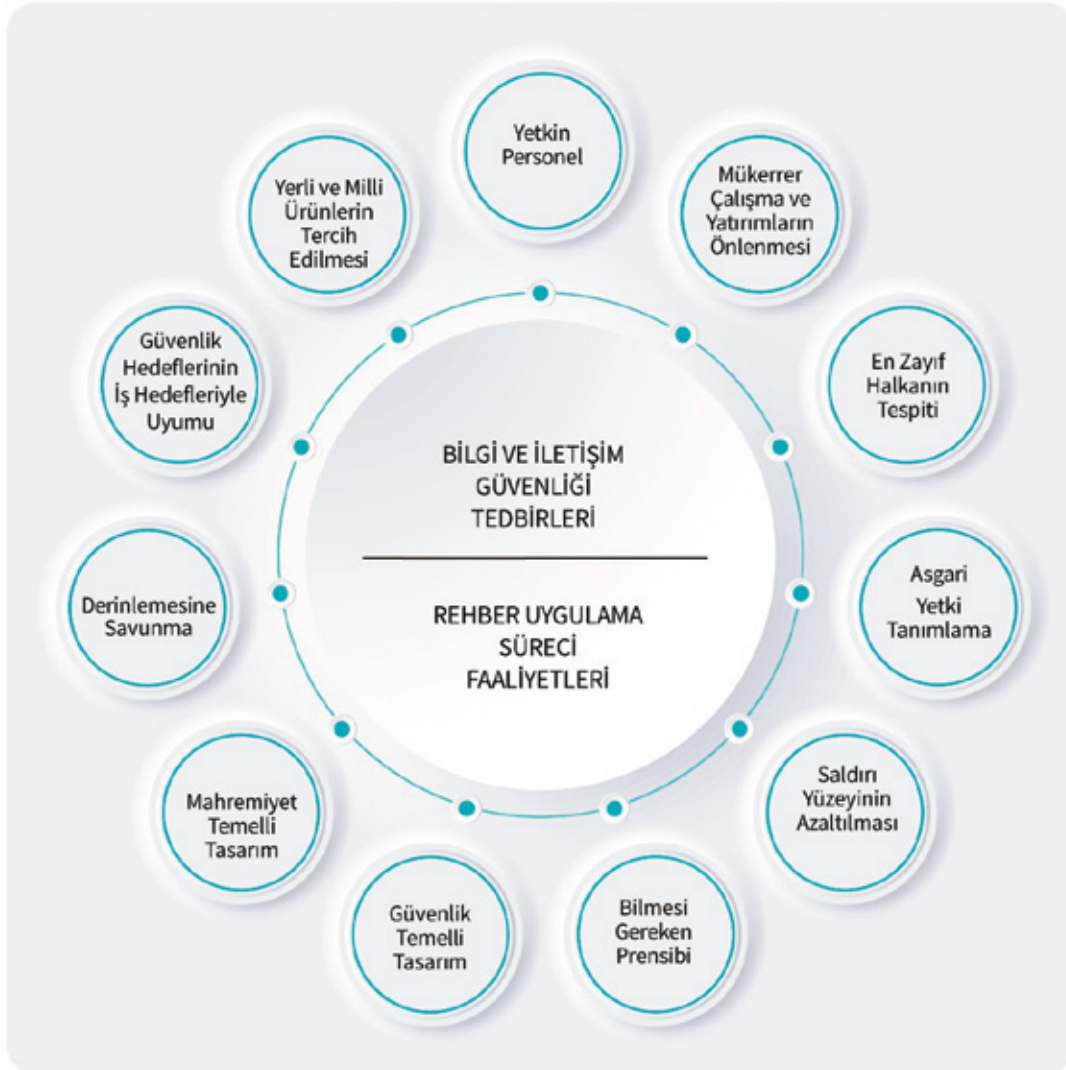 Yetkin
Personel
Mükerrer
Çalışma ve
Yatırımların
Önlenmesi
En Zayıf
Halkanın
Tespiti
Asgari
Yetki
Tanımlama
Saldırı
Yüzeyinin
Azaltılması
Bilmesi
Gereken
Prensibi
Güvenlik
Temelli
Tasarım
Mahremiyet
Temelli
Tasarım
Derinlemesine
Savunma
Güvenlik
Hedeflerinin
İş Hedefleriyle
Uyumu
Yerli ve Milli
Ürünlerin
Tercih
Edilmesi
BİLGİ VE İLETİŞİM
GÜVENLİĞİ
TEDBİRLERİ
REHBER UYGULAMA
SÜRECİ
FAALİYETLERİ